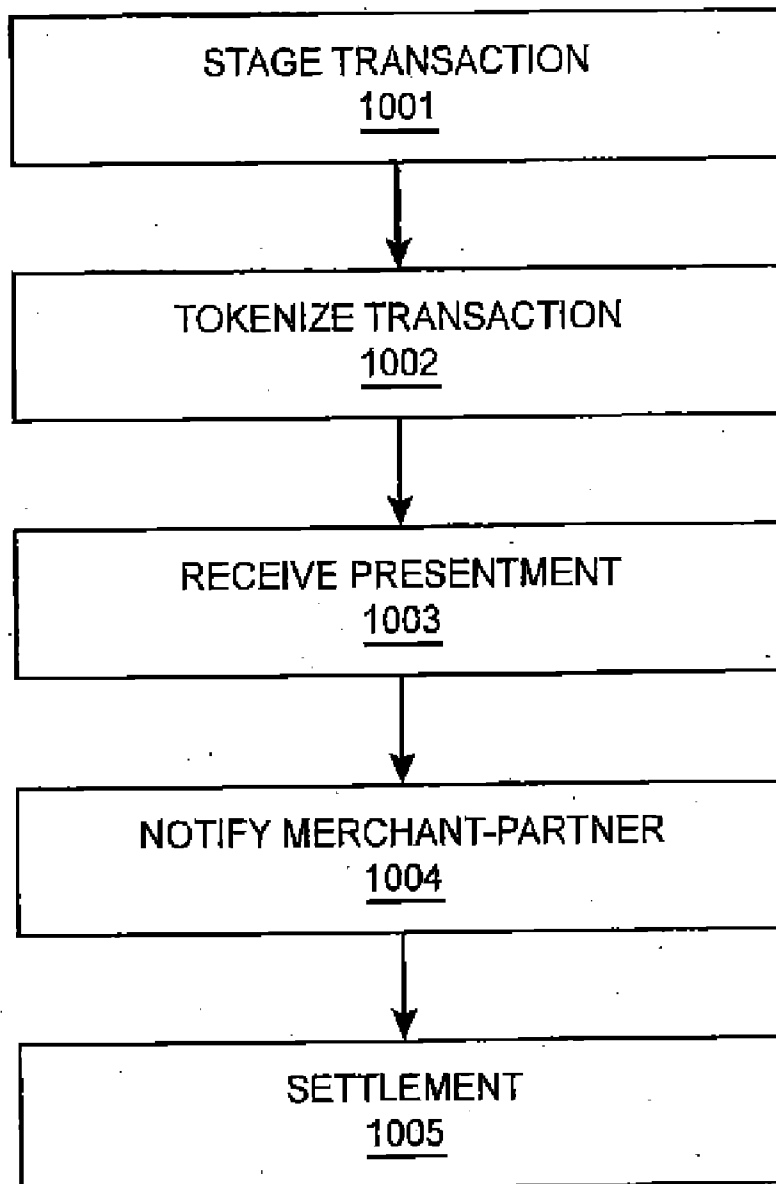 STAGE TRANSACTION
1001
TOKENIZE TRANSACTION
1002
RECEIVE PRESENTMENT
1003
NOTIFY MERCHANT-PARTNER
1004
SETTLEMENT
1005